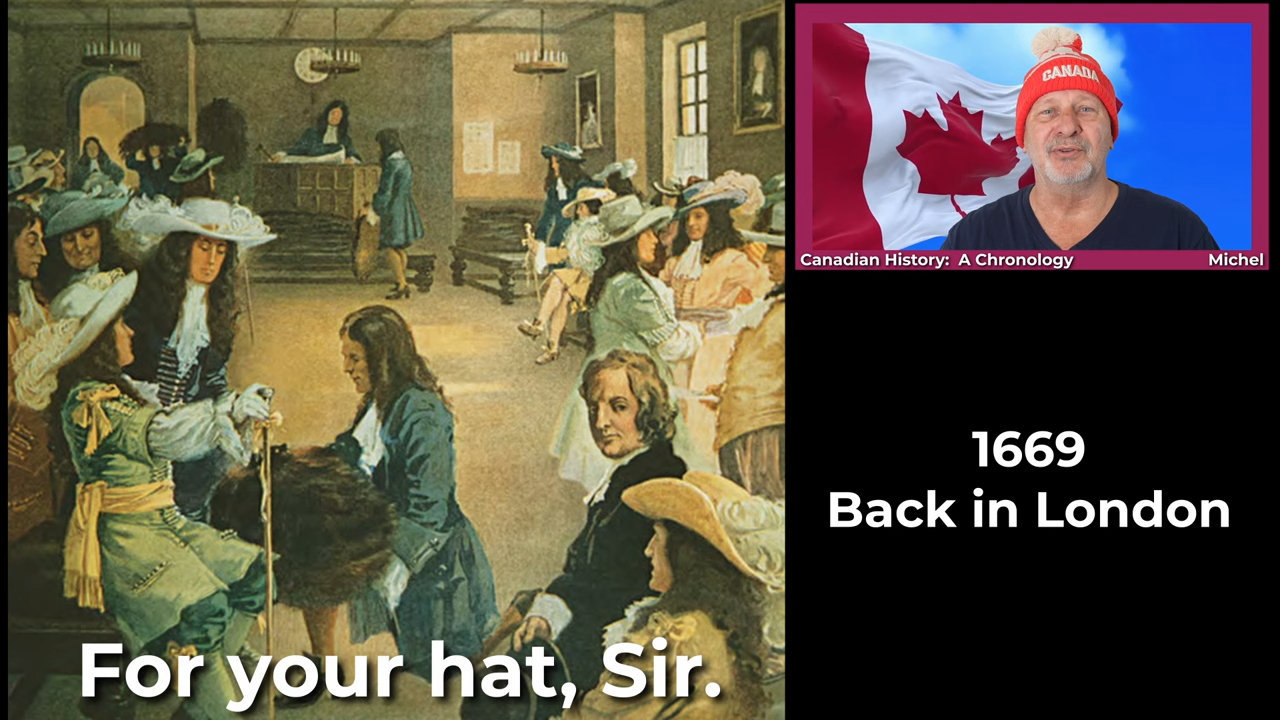 CANADA
Canadian History: A Chronology
Michel
1669
Back in London
For your hat, Sir.